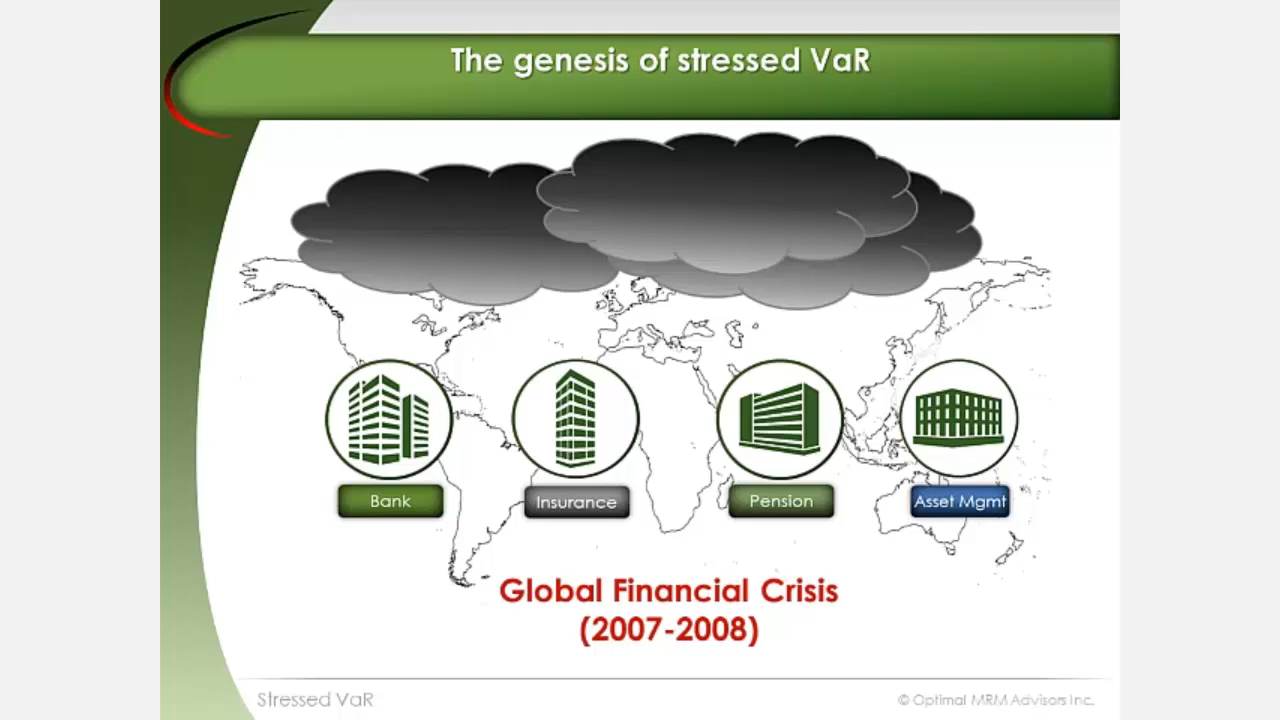 The genesis of stressed VaR
Bank
Insurance
Pension
Asset Mgmt
Global Financial Crisis
(2007-2008)
Stressed VaR
© Optimal MRM Advisors Inc.